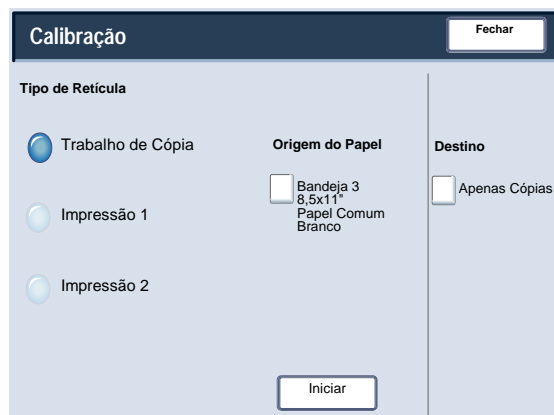 Calibração
Fechar
Tipo de Retícula
Trabalho de Cópia
Impressão 1
Impressão 2
Origem do Papel
Bandeja 3
8,5x11"
Papel Comum
Branco
Iniciar
Destino
Apenas Cópias